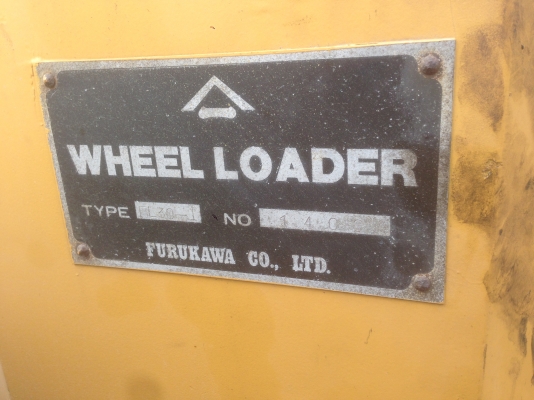 WHEEL LOADER
TYPE NO
FURUKAWA CO., LTD.